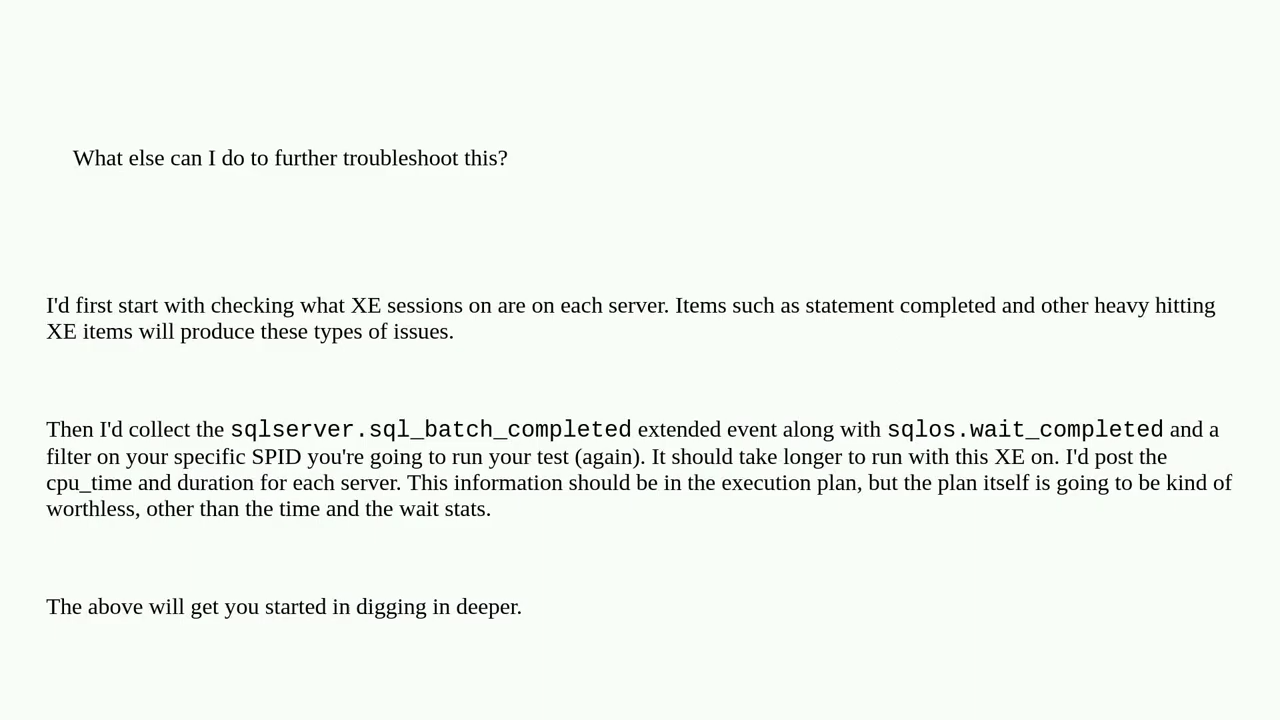 What else can I do to further troubleshoot this?
I'd first start with checking what XE sessions on are on each server. Items such as statement completed and other heavy hitting
XE items will produce these types of issues.
Then I'd collect the sqlserver.sql_batch_completed extended event along with sqlos.wait_completed and a
filter on your specific SPID you're going to run your test (again). It should take longer to run with this XE on. I'd post the
cpu_time and duration for each server. This information should be in the execution plan, but the plan itself is going to be kind of
worthless, other than the time and the wait stats.
The above will get you started in digging in deeper.